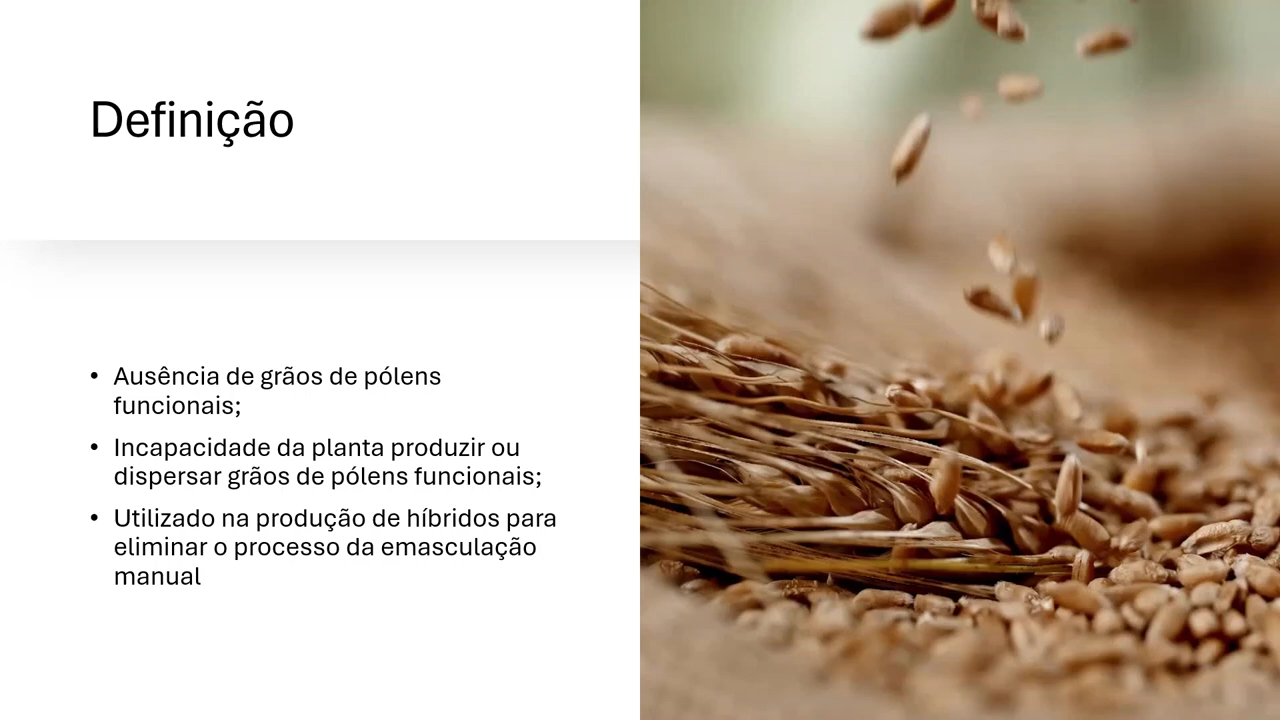 Definição
• Ausência de grãos de pólens
funcionais;
• Incapacidade da planta produzir ou
dispersar grãos de pólens funcionais;
• Utilizado na produção de híbridos para
eliminar o processo da emasculação
manual